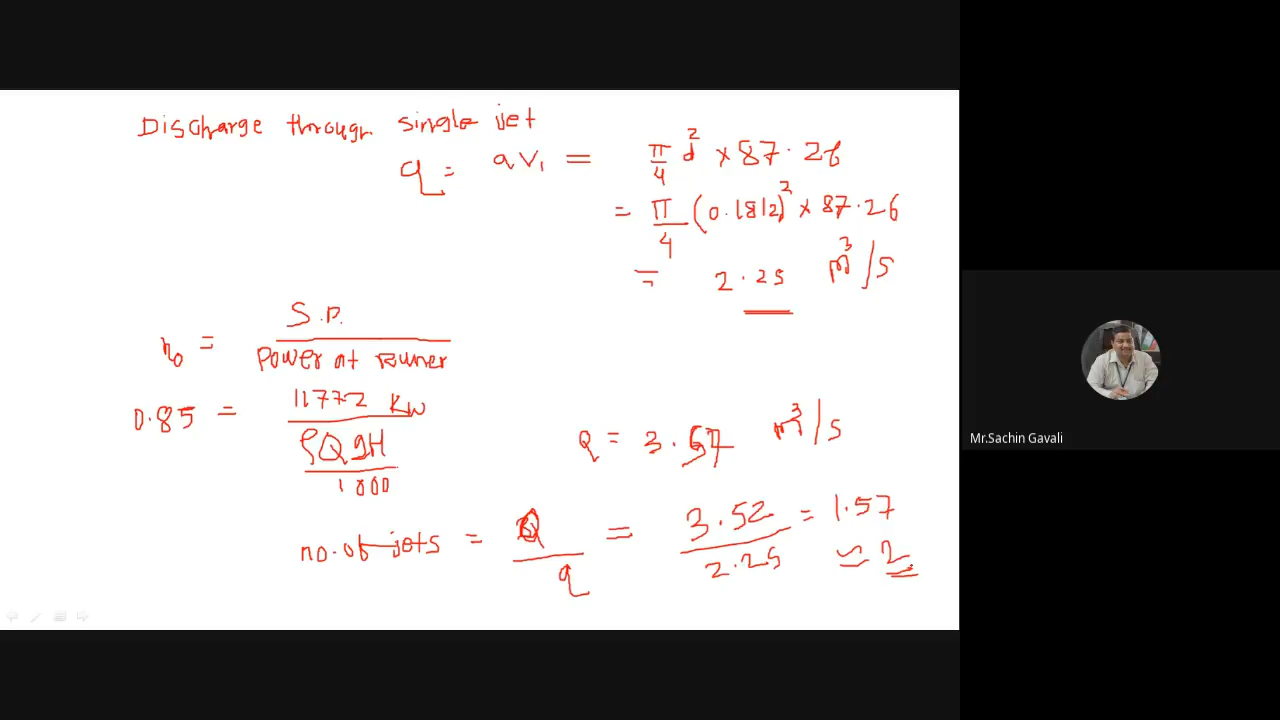 Discharge through single jet
q = a V₁ = π/4 d² × 87.26
= π/4 (0.1812)² × 87.26
= 2.25 m³/s
η₀ = S.P. / Power at Runner
0.85 = 11772 KW / (ρQgH / 1000)
Q = 3.57 m³/s
no. of jets = Q / q = 3.52 / 2.25 = 1.57
≃ 2
Mr.Sachin Gavali